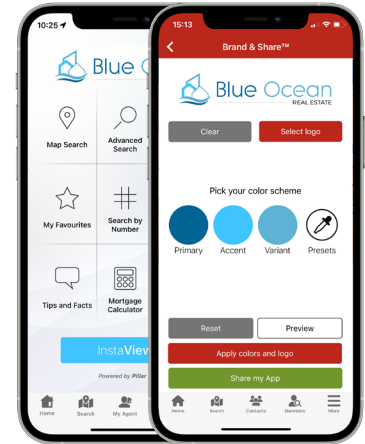 10:25
Blue
Map Search
Advanced
Search
My Favourites
Search by
Number
Tips and Facts
Mortgage
Calculator
InstaView
Powered by Pillar
Home
Search
My Agent
15:13
Brand & Share™
Blue Ocean
REAL ESTATE
Clear
Select logo
Pick your color scheme
Primary
Accent
Variant
Presets
Reset
Preview
Apply colors and logo
Share my App
Home
Search
Contacts
Members
More